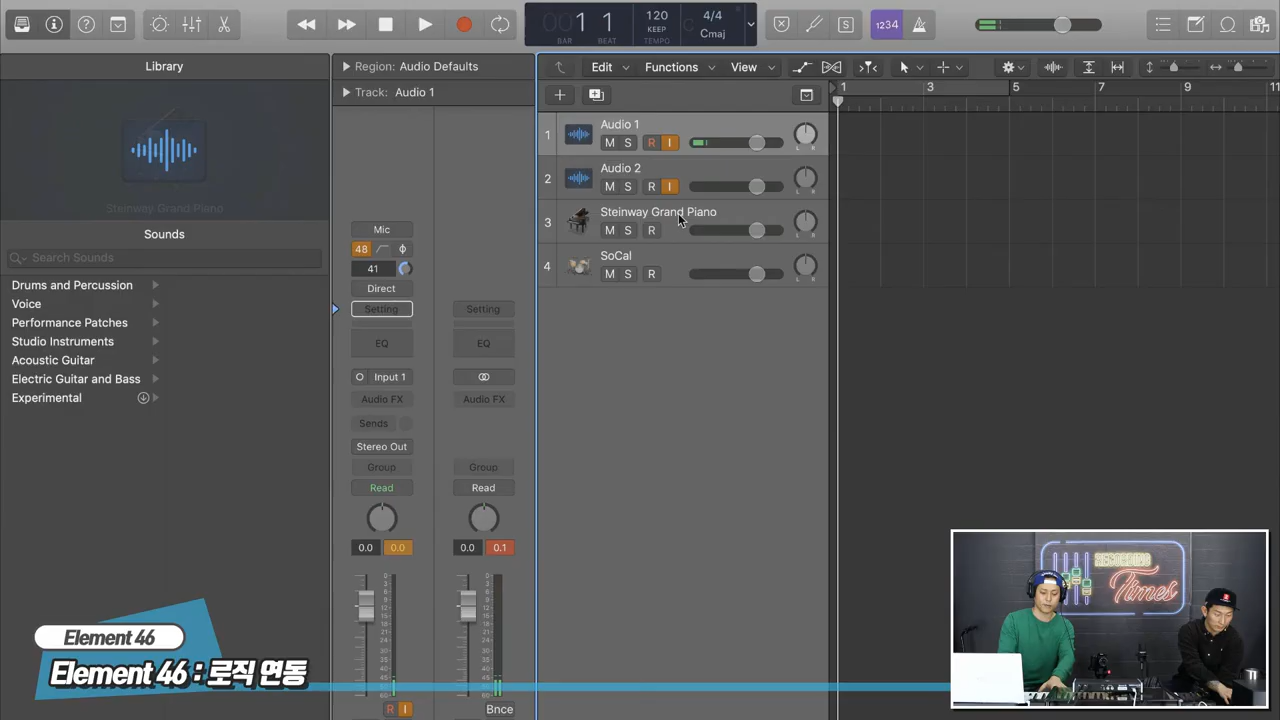 1 1
BAR BEAT
120
KEEP
TEMPO
4/4
Cmaj
S
1234
Library
Steinway Grand Piano
Sounds
Search Sounds
Drums and Percussion
Voice
Performance Patches
Studio Instruments
Acoustic Guitar
Electric Guitar and Bass
Experimental
Region: Audio Defaults
Track: Audio 1
Mic
48
41
Direct
Setting
EQ
Input 1
Audio FX
Sends
Stereo Out
Group
Read
0.0 0.0
R I
Setting
EQ
Audio FX
Group
Read
0.0 0.1
Bnce
Edit Functions View
1 3 5 7 9 11
1 Audio 1
M S R I
L R
2 Audio 2
M S R I
L R
3 Steinway Grand Piano
M S R
L R
4 SoCal
M S R
L R
Element 46
Element 46 : 로직 연동
RECORDING
Times